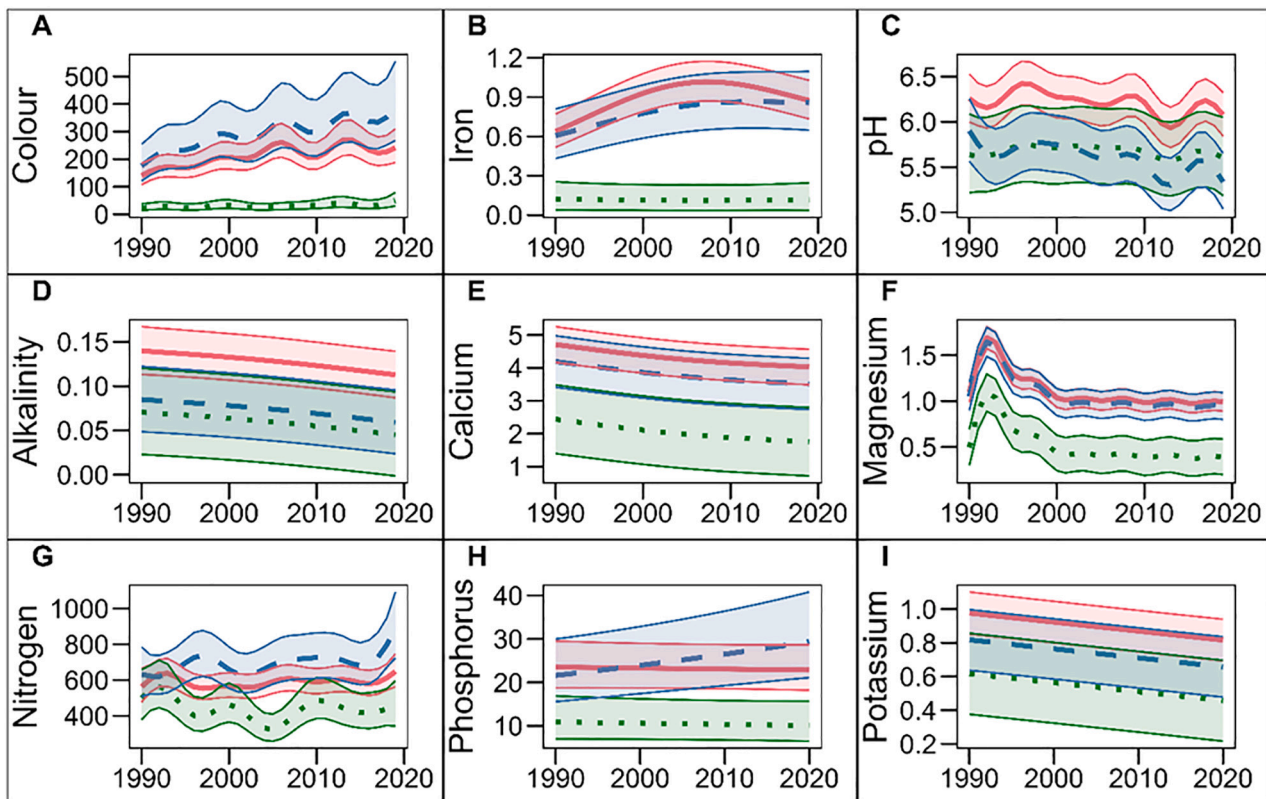 A
Colour
500
400
300
200
100
0
1990 2000 2010 2020
B
Iron
1.2
0.9
0.6
0.3
0.0
1990 2000 2010 2020
C
pH
6.5
6.0
5.5
5.0
1990 2000 2010 2020
D
Alkalinity
0.15
0.10
0.05
0.00
1990 2000 2010 2020
E
Calcium
5
4
3
2
1
1990 2000 2010 2020
F
Magnesium
1.5
1.0
0.5
1990 2000 2010 2020
G
Nitrogen
1000
800
600
400
1990 2000 2010 2020
H
Phosphorus
40
30
20
10
1990 2000 2010 2020
I
Potassium
1.0
0.8
0.6
0.4
0.2
1990 2000 2010 2020